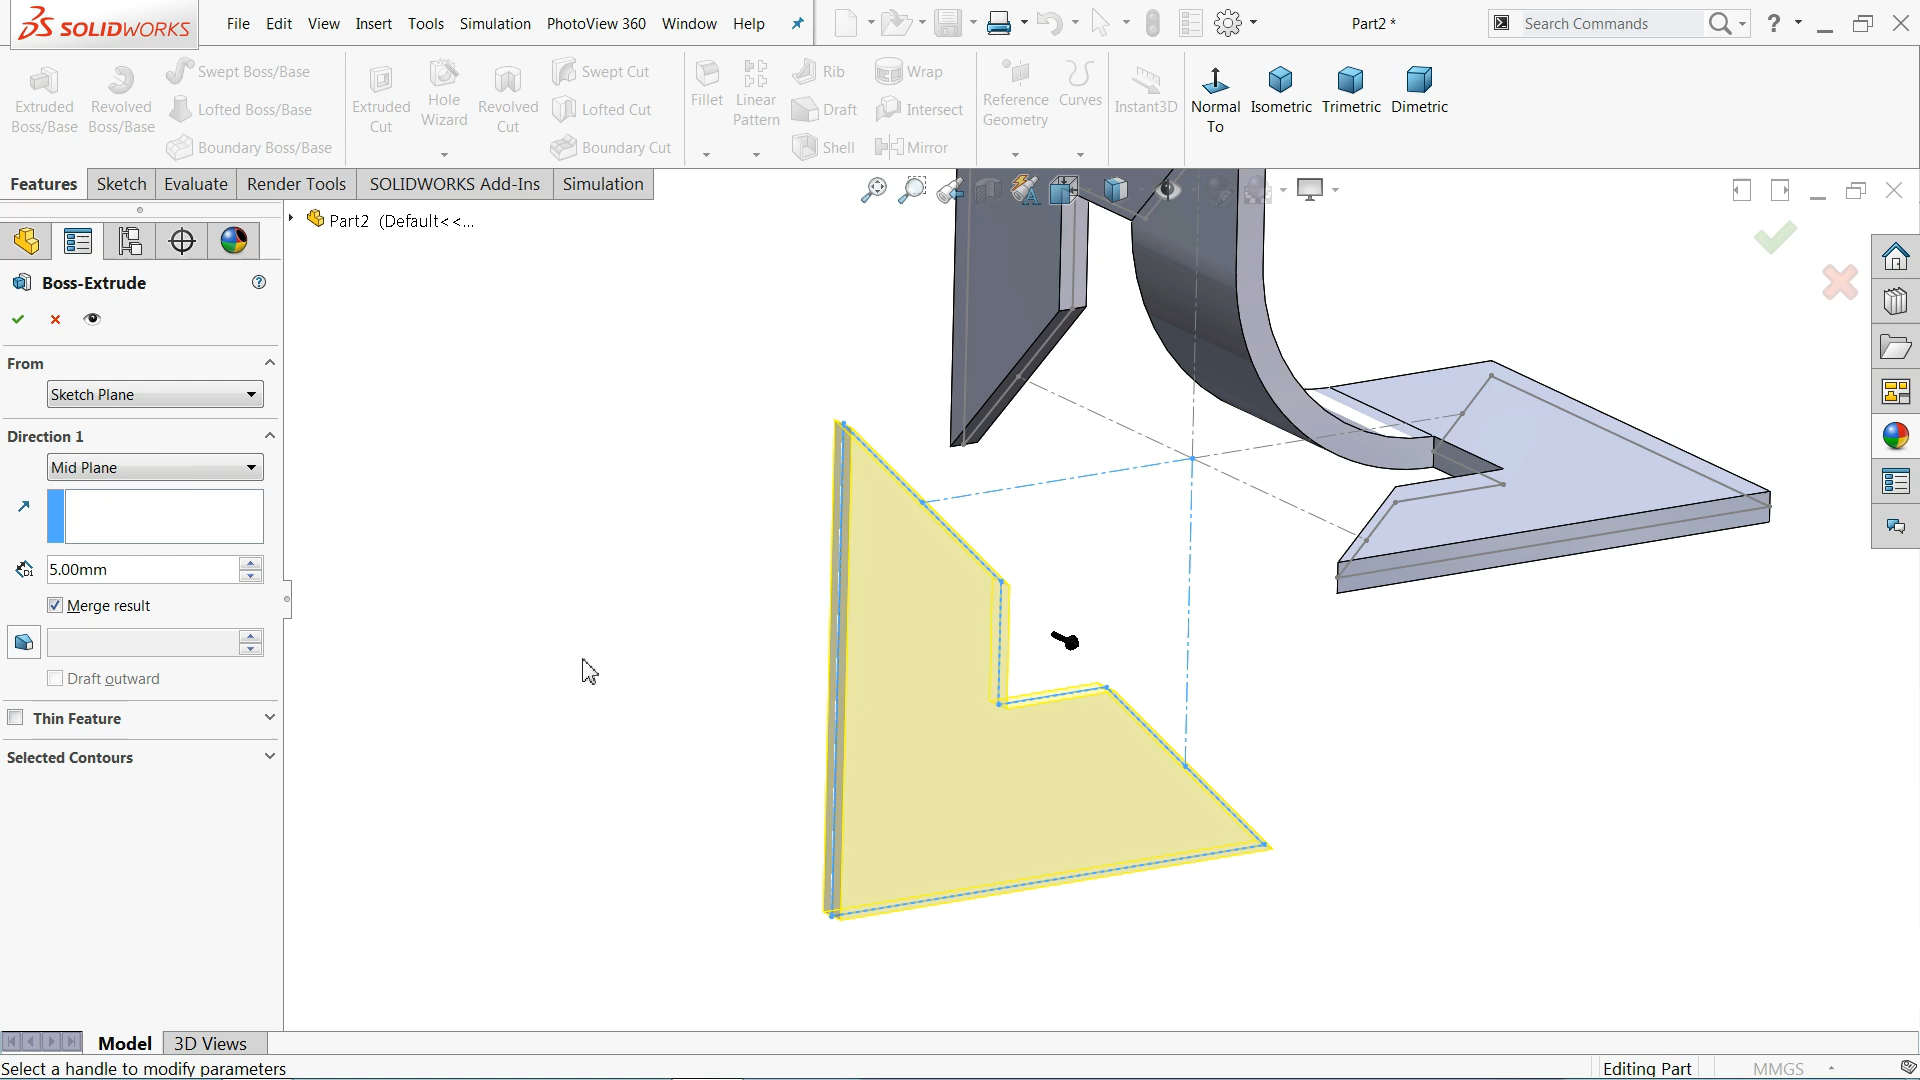 SOLIDWORKS
File Edit View Insert Tools Simulation PhotoView 360 Window Help
Part2 *
Search Commands
?
Extruded Boss/Base
Revolved Boss/Base
Swept Boss/Base
Lofted Boss/Base
Boundary Boss/Base
Extruded Cut
Hole Wizard
Revolved Cut
Swept Cut
Lofted Cut
Boundary Cut
Fillet
Linear Pattern
Rib
Draft
Shell
Wrap
Intersect
Mirror
Reference Geometry
Curves
Instant3D
Normal To
Isometric
Trimetric
Dimetric
Features Sketch Evaluate Render Tools SOLIDWORKS Add-Ins Simulation
Part2 (Default<<...
Boss-Extrude
?
From
Sketch Plane
Direction 1
Mid Plane
D1
5.00mm
Merge result
Draft outward
Thin Feature
Selected Contours
Model 3D Views
Select a handle to modify parameters
Editing Part
MMGS